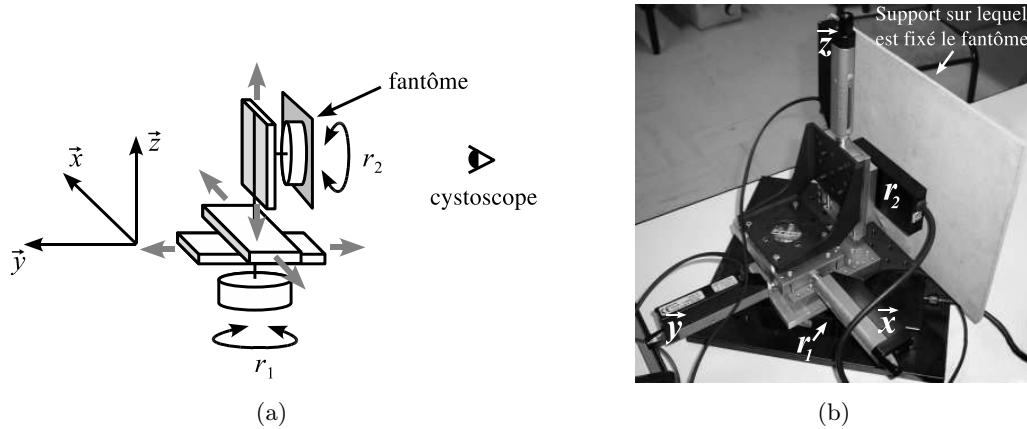 fantôme
z
x
r2
cystoscope
y
r1
(a)
Support sur lequel
est fixé le fantôme
z
r2
y
x
r1
(b)